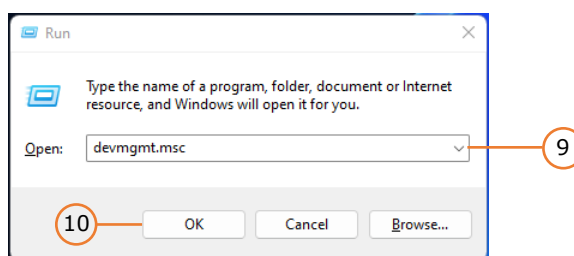 Run
Type the name of a program, folder, document or Internet
resource, and Windows will open it for you.
Open: devmgmt.msc
9
10
OK Cancel Browse...